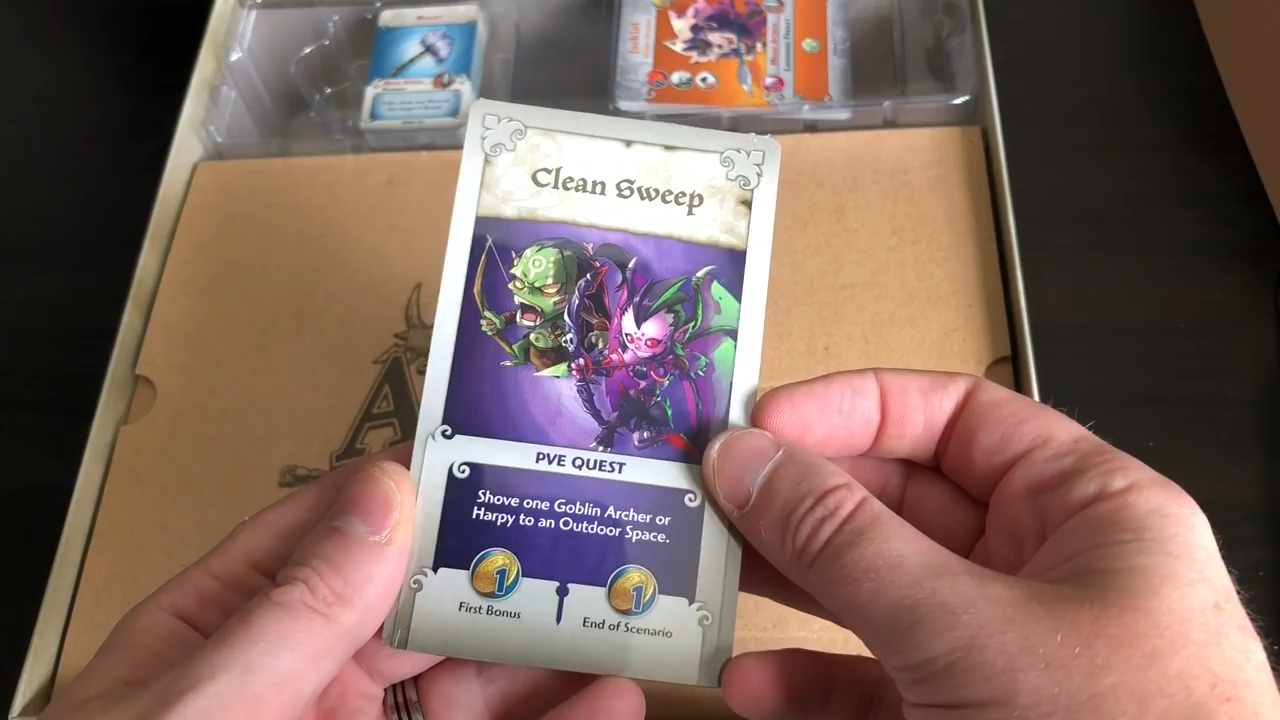 Clean Sweep
PVE QUEST
Shove one Goblin Archer or
Harpy to an Outdoor Space.
1
1
First Bonus
End of Scenario
A